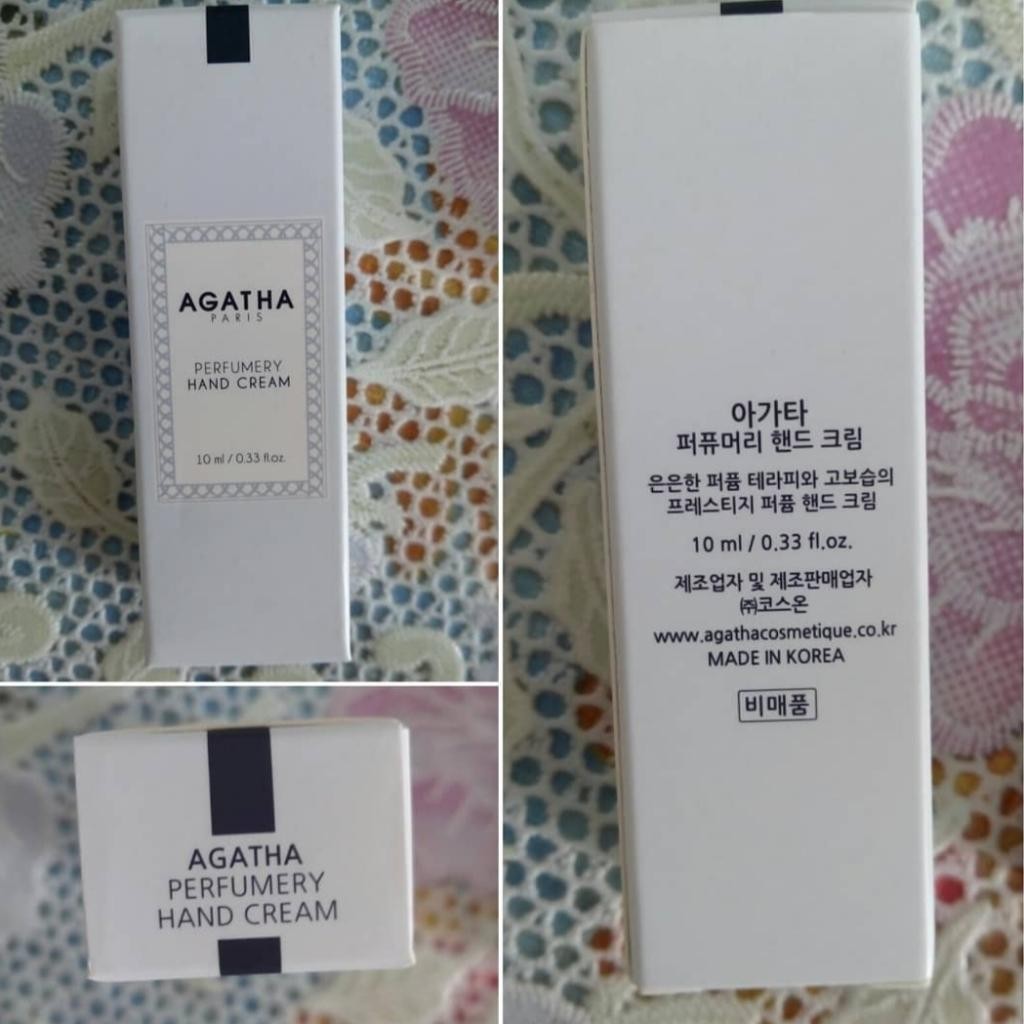 AGATHA
PARIS
PERFUMERY
HAND CREAM
10 ml / 0.33 fl.oz.
AGATHA
PERFUMERY
HAND CREAM
아가타
퍼퓨머리 핸드 크림
은은한 퍼퓸 테라피와 고보습의
프레스티지 퍼퓸 핸드 크림
10 ml / 0.33 fl.oz.
제조업자 및 제조판매업자
㈜코스온
www.agathacosmetique.co.kr
MADE IN KOREA
비매품